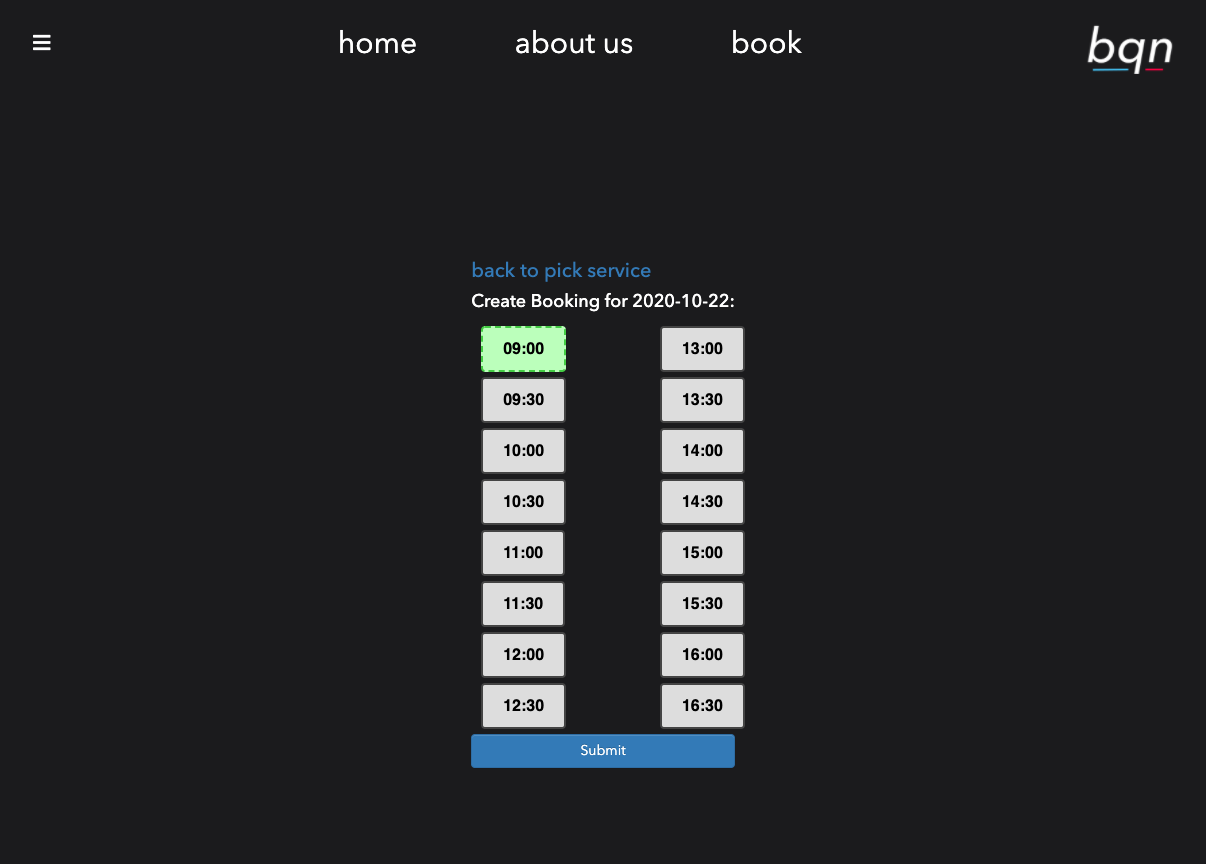 home about us book bqn
back to pick service
Create Booking for 2020-10-22:
09:00 13:00
09:30 13:30
10:00 14:00
10:30 14:30
11:00 15:00
11:30 15:30
12:00 16:00
12:30 16:30
Submit